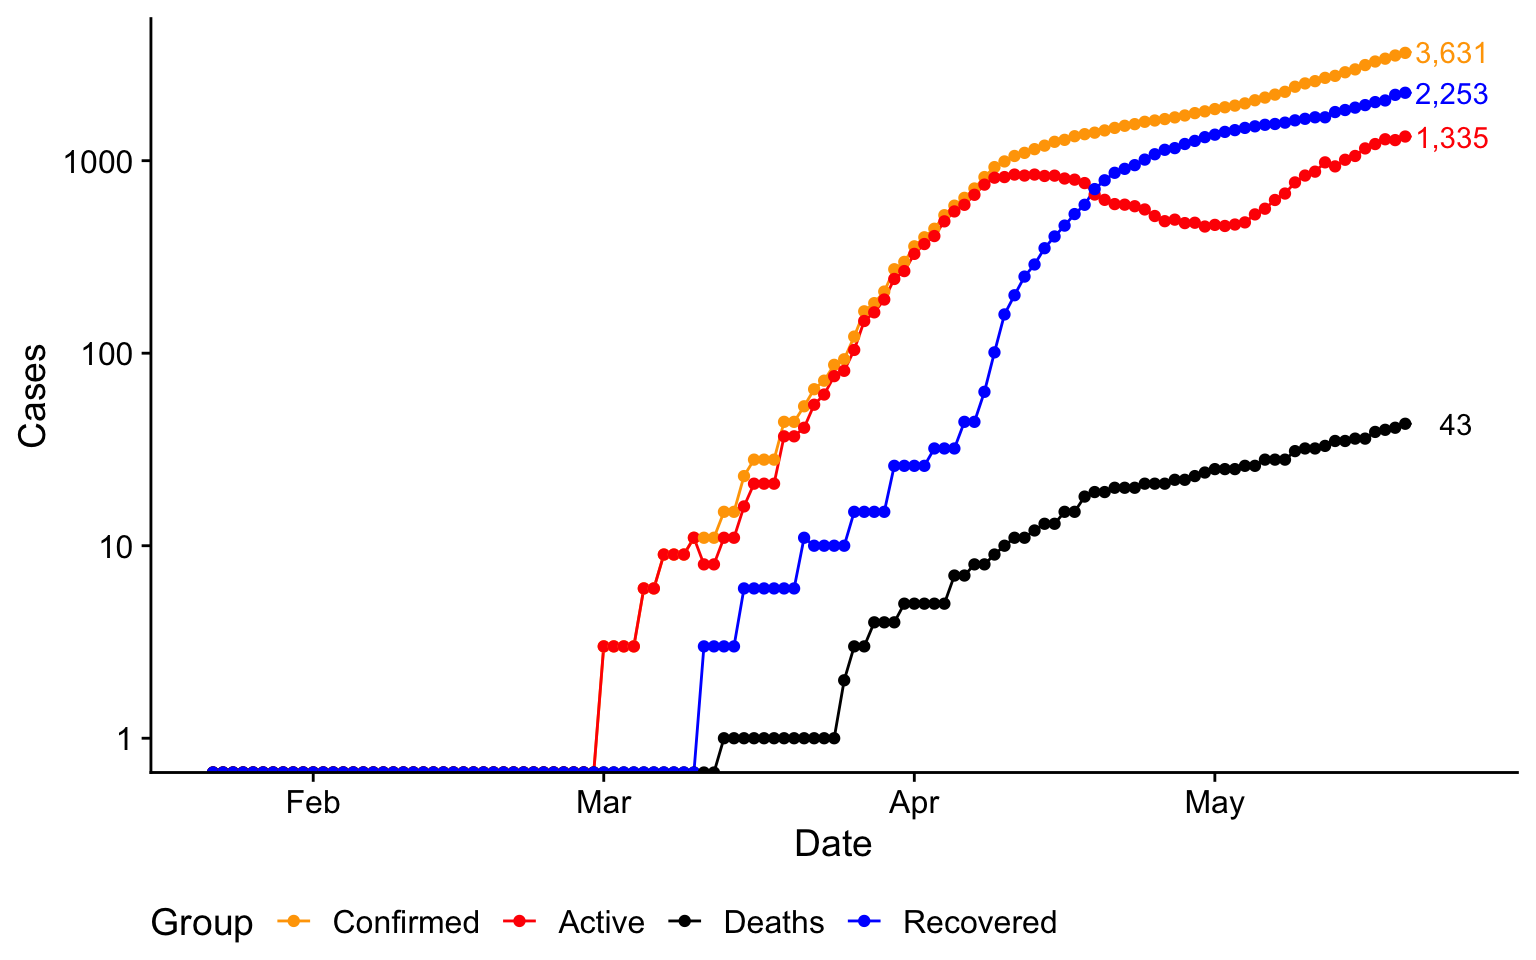 3,631
2,253
1,335
43
1000
100
10
1
Cases
Feb Mar Apr May
Date
Group Confirmed Active Deaths Recovered